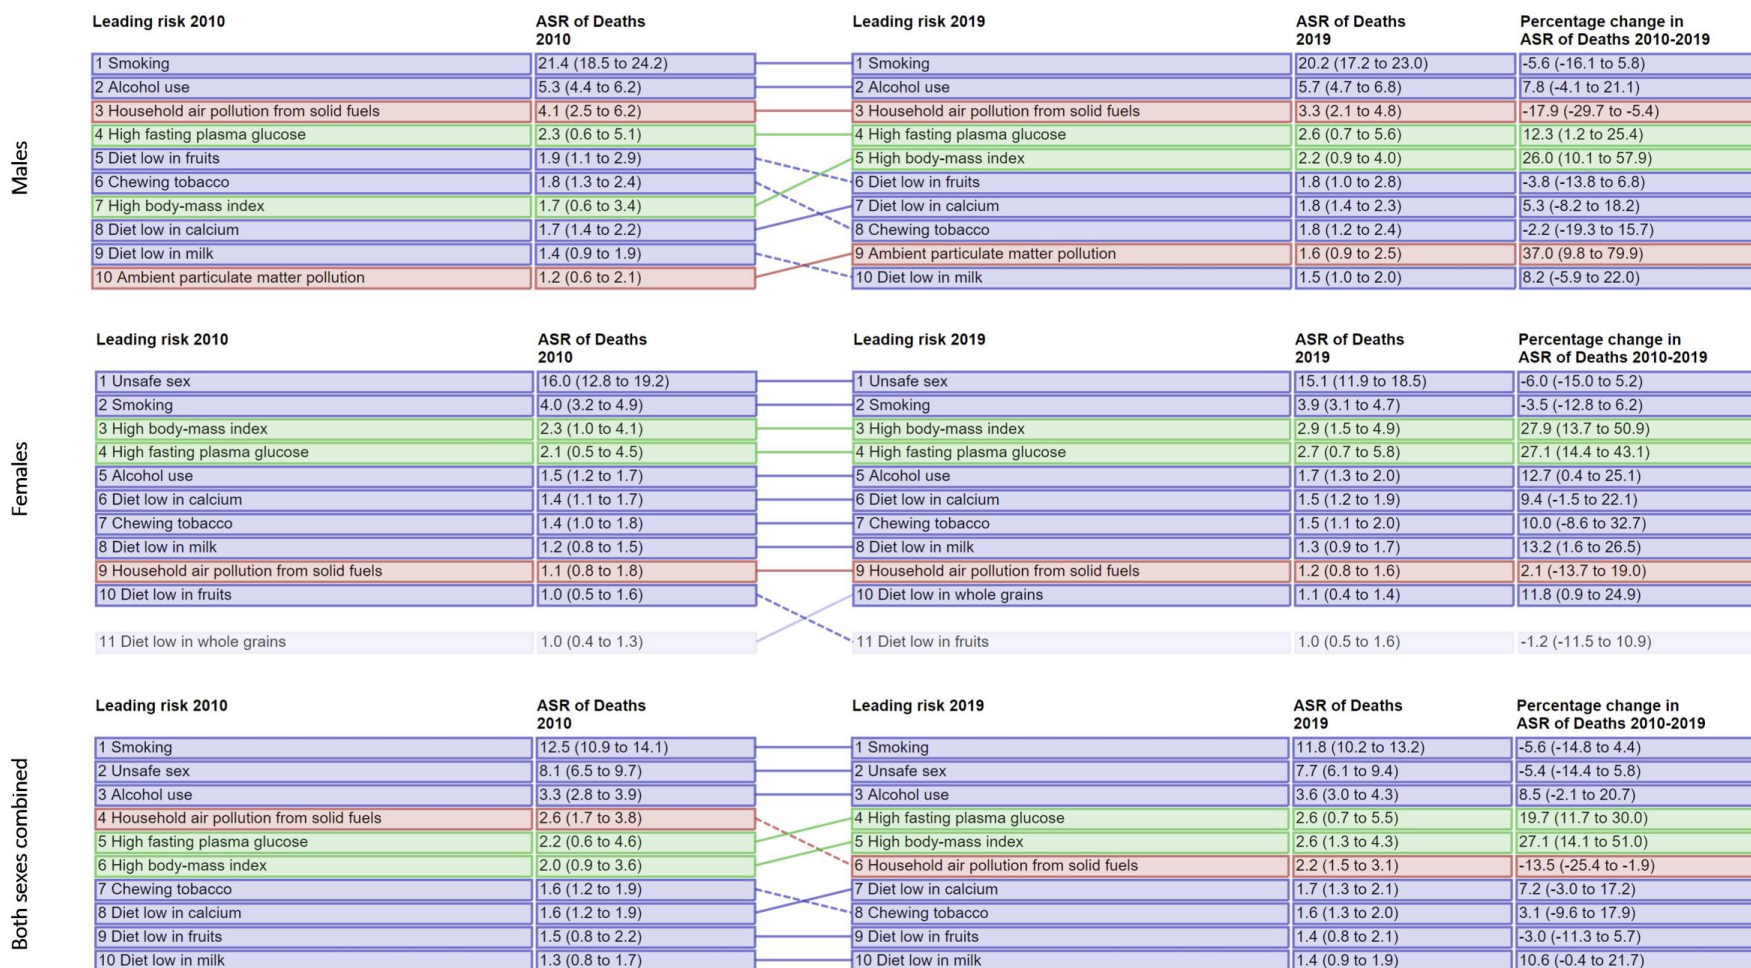 Males
Leading risk 2010 ASR of Deaths 2010 Leading risk 2019 ASR of Deaths 2019 Percentage change in ASR of Deaths 2010-2019
1 Smoking 21.4 (18.5 to 24.2) 1 Smoking 20.2 (17.2 to 23.0) -5.6 (-16.1 to 5.8)
2 Alcohol use 5.3 (4.4 to 6.2) 2 Alcohol use 5.7 (4.7 to 6.8) 7.8 (-4.1 to 21.1)
3 Household air pollution from solid fuels 4.1 (2.5 to 6.2) 3 Household air pollution from solid fuels 3.3 (2.1 to 4.8) -17.9 (-29.7 to -5.4)
4 High fasting plasma glucose 2.3 (0.6 to 5.1) 4 High fasting plasma glucose 2.6 (0.7 to 5.6) 12.3 (1.2 to 25.4)
5 Diet low in fruits 1.9 (1.1 to 2.9) 5 High body-mass index 2.2 (0.9 to 4.0) 26.0 (10.1 to 57.9)
6 Chewing tobacco 1.8 (1.3 to 2.4) 6 Diet low in fruits 1.8 (1.0 to 2.8) -3.8 (-13.8 to 6.8)
7 High body-mass index 1.7 (0.6 to 3.4) 7 Diet low in calcium 1.8 (1.4 to 2.3) 5.3 (-8.2 to 18.2)
8 Diet low in calcium 1.7 (1.4 to 2.2) 8 Chewing tobacco 1.8 (1.2 to 2.4) -2.2 (-19.3 to 15.7)
9 Diet low in milk 1.4 (0.9 to 1.9) 9 Ambient particulate matter pollution 1.6 (0.9 to 2.5) 37.0 (9.8 to 79.9)
10 Ambient particulate matter pollution 1.2 (0.6 to 2.1) 10 Diet low in milk 1.5 (1.0 to 2.0) 8.2 (-5.9 to 22.0)
Females
Leading risk 2010 ASR of Deaths 2010 Leading risk 2019 ASR of Deaths 2019 Percentage change in ASR of Deaths 2010-2019
1 Unsafe sex 16.0 (12.8 to 19.2) 1 Unsafe sex 15.1 (11.9 to 18.5) -6.0 (-15.0 to 5.2)
2 Smoking 4.0 (3.2 to 4.9) 2 Smoking 3.9 (3.1 to 4.7) -3.5 (-12.8 to 6.2)
3 High body-mass index 2.3 (1.0 to 4.1) 3 High body-mass index 2.9 (1.5 to 4.9) 27.9 (13.7 to 50.9)
4 High fasting plasma glucose 2.1 (0.5 to 4.5) 4 High fasting plasma glucose 2.7 (0.7 to 5.8) 27.1 (14.4 to 43.1)
5 Alcohol use 1.5 (1.2 to 1.7) 5 Alcohol use 1.7 (1.3 to 2.0) 12.7 (0.4 to 25.1)
6 Diet low in calcium 1.4 (1.1 to 1.7) 6 Diet low in calcium 1.5 (1.2 to 1.9) 9.4 (-1.5 to 22.1)
7 Chewing tobacco 1.4 (1.0 to 1.8) 7 Chewing tobacco 1.5 (1.1 to 2.0) 10.0 (-8.6 to 32.7)
8 Diet low in milk 1.2 (0.8 to 1.5) 8 Diet low in milk 1.3 (0.9 to 1.7) 13.2 (1.6 to 26.5)
9 Household air pollution from solid fuels 1.1 (0.8 to 1.8) 9 Household air pollution from solid fuels 1.2 (0.8 to 1.6) 2.1 (-13.7 to 19.0)
10 Diet low in fruits 1.0 (0.5 to 1.6) 10 Diet low in whole grains 1.1 (0.4 to 1.4) 11.8 (0.9 to 24.9)
11 Diet low in whole grains 1.0 (0.4 to 1.3) 11 Diet low in fruits 1.0 (0.5 to 1.6) -1.2 (-11.5 to 10.9)
Both sexes combined
Leading risk 2010 ASR of Deaths 2010 Leading risk 2019 ASR of Deaths 2019 Percentage change in ASR of Deaths 2010-2019
1 Smoking 12.5 (10.9 to 14.1) 1 Smoking 11.8 (10.2 to 13.2) -5.6 (-14.8 to 4.4)
2 Unsafe sex 8.1 (6.5 to 9.7) 2 Unsafe sex 7.7 (6.1 to 9.4) -5.4 (-14.4 to 5.8)
3 Alcohol use 3.3 (2.8 to 3.9) 3 Alcohol use 3.6 (3.0 to 4.3) 8.5 (-2.1 to 20.7)
4 Household air pollution from solid fuels 2.6 (1.7 to 3.8) 4 High fasting plasma glucose 2.6 (0.7 to 5.5) 19.7 (11.7 to 30.0)
5 High fasting plasma glucose 2.2 (0.6 to 4.6) 5 High body-mass index 2.6 (1.3 to 4.3) 27.1 (14.1 to 51.0)
6 High body-mass index 2.0 (0.9 to 3.6) 6 Household air pollution from solid fuels 2.2 (1.5 to 3.1) -13.5 (-25.4 to -1.9)
7 Chewing tobacco 1.6 (1.2 to 1.9) 7 Diet low in calcium 1.7 (1.3 to 2.1) 7.2 (-3.0 to 17.2)
8 Diet low in calcium 1.6 (1.2 to 1.9) 8 Chewing tobacco 1.6 (1.3 to 2.0) 3.1 (-9.6 to 17.9)
9 Diet low in fruits 1.5 (0.8 to 2.2) 9 Diet low in fruits 1.4 (0.8 to 2.1) -3.0 (-11.3 to 5.7)
10 Diet low in milk 1.3 (0.8 to 1.7) 10 Diet low in milk 1.4 (0.9 to 1.9) 10.6 (-0.4 to 21.7)